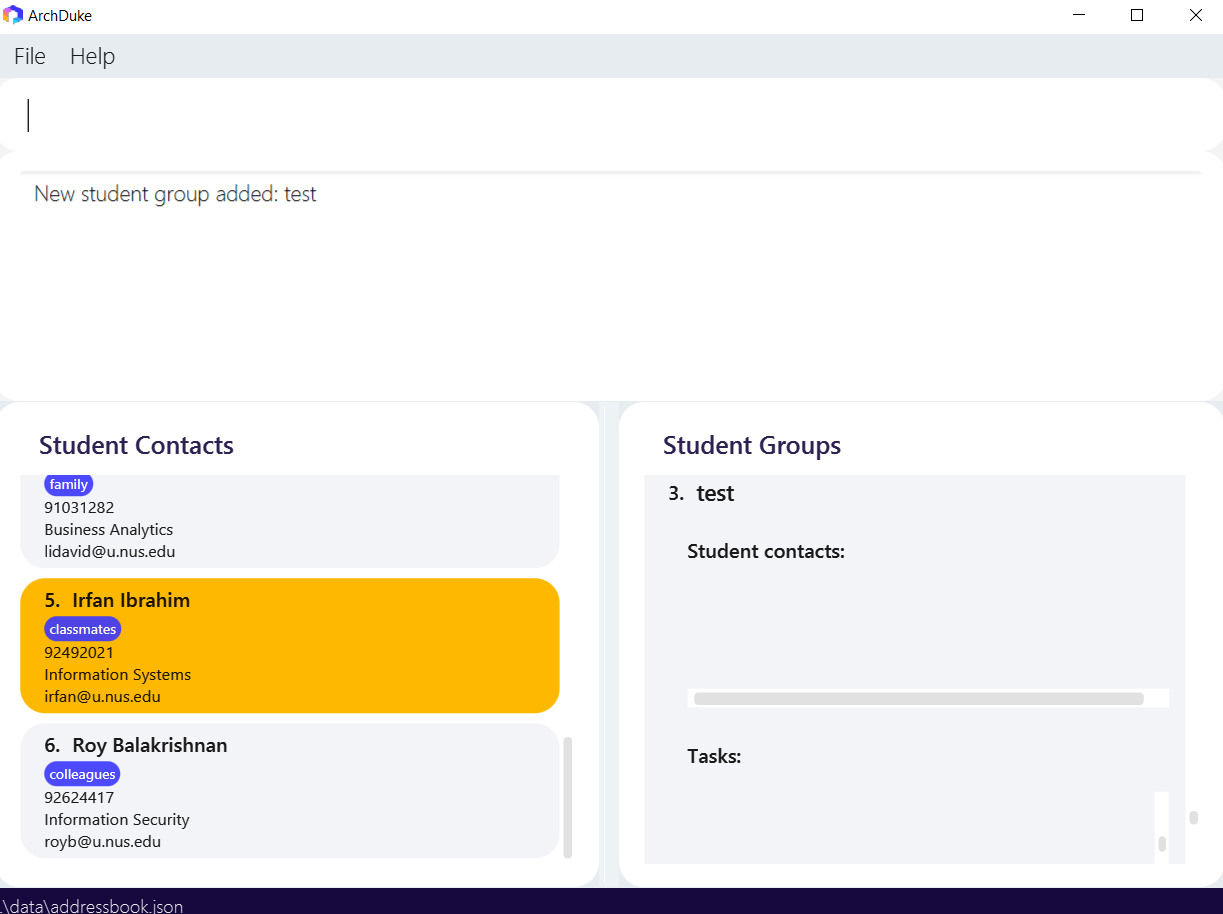 ArchDuke
File Help
New student group added: test
Student Contacts
family
91031282
Business Analytics
lidavid@u.nus.edu
5. Irfan Ibrahim
classmates
92492021
Information Systems
irfan@u.nus.edu
6. Roy Balakrishnan
colleagues
92624417
Information Security
royb@u.nus.edu
Student Groups
3. test
Student contacts:
Tasks:
.\data\addressbook.json